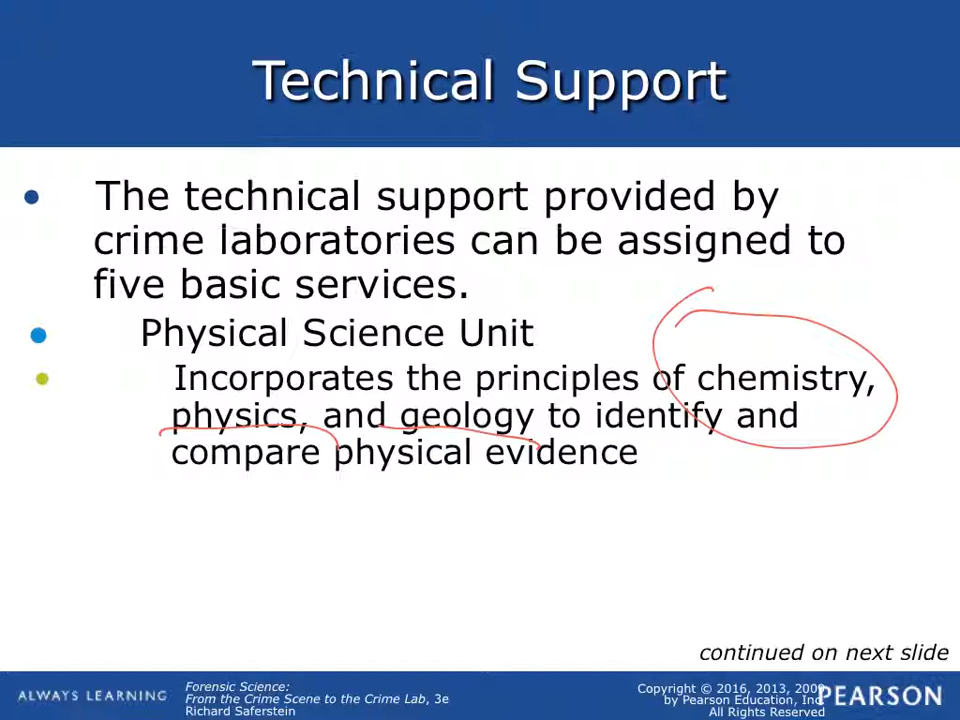 Technical Support
• The technical support provided by
crime laboratories can be assigned to
five basic services.
• Physical Science Unit
• Incorporates the principles of chemistry,
physics, and geology to identify and
compare physical evidence
continued on next slide
ALWAYS LEARNING
Forensic Science:
From the Crime Scene to the Crime Lab, 3e
Richard Saferstein
Copyright © 2016, 2013, 2009
by Pearson Education, Inc.
All Rights Reserved
PEARSON